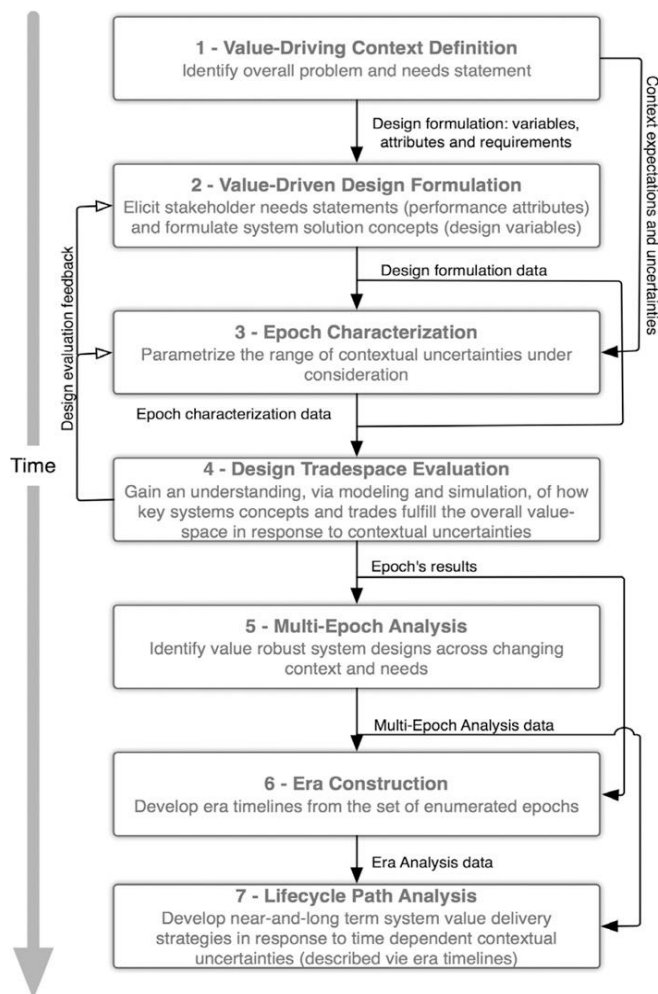 1 - Value-Driving Context Definition
Identify overall problem and needs statement
Context expectations and uncertainties
Design formulation: variables,
attributes and requirements
2 - Value-Driven Design Formulation
Elicit stakeholder needs statements (performance attributes)
and formulate system solution concepts (design variables)
Design evaluation feedback
Design formulation data
3 - Epoch Characterization
Parametrize the range of contextual uncertainties under
consideration
Epoch characterization data
Time
4 - Design Tradespace Evaluation
Gain an understanding, via modeling and simulation, of how
key systems concepts and trades fulfill the overall value-
space in response to contextual uncertainties
Epoch's results
5 - Multi-Epoch Analysis
Identify value robust system designs across changing
context and needs
Multi-Epoch Analysis data
6 - Era Construction
Develop era timelines from the set of enumerated epochs
Era Analysis data
7 - Lifecycle Path Analysis
Develop near-and-long term system value delivery
strategies in response to time dependent contextual
uncertainties (described vie era timelines)